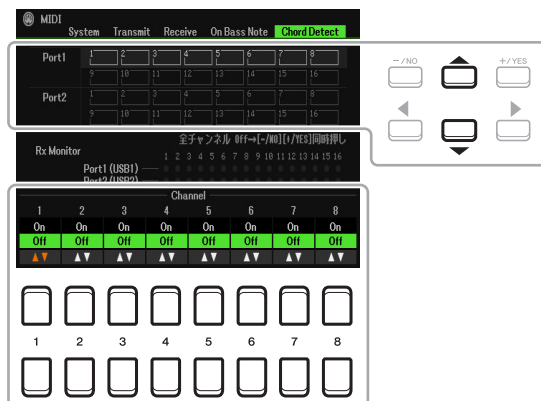 MIDI
System Transmit Receive On Bass Note Chord Detect
Port1 1 2 3 4 5 6 7 8
9 10 11 12 13 14 15 16
Port2 1 2 3 4 5 6 7 8
9 10 11 12 13 14 15 16
-/NO +/YES
全チャンネル Off→[-/NO][+/YES]同時押し
Rx Monitor 1 2 3 4 5 6 7 8 9 10 11 12 13 14 15 16
Port1 (USB1)
Port2 (USB2)
Channel
1 2 3 4 5 6 7 8
On On On On On On On On
Off Off Off Off Off Off Off Off
1 2 3 4 5 6 7 8